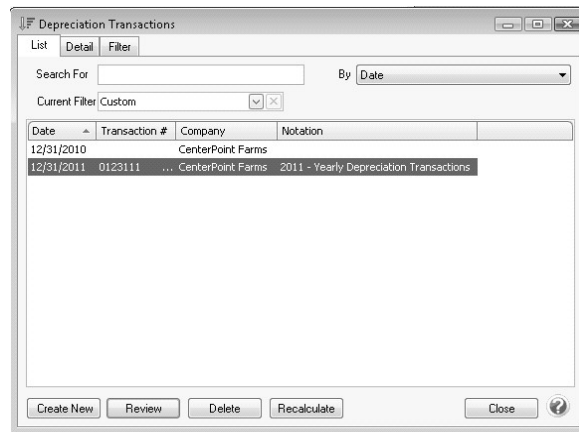 Depreciation Transactions
List Detail Filter
Search For By Date
Current Filter Custom
Date Transaction # Company Notation
12/31/2010 CenterPoint Farms
12/31/2011 0123111 ... CenterPoint Farms 2011 - Yearly Depreciation Transactions
Create New Review Delete Recalculate Close ?